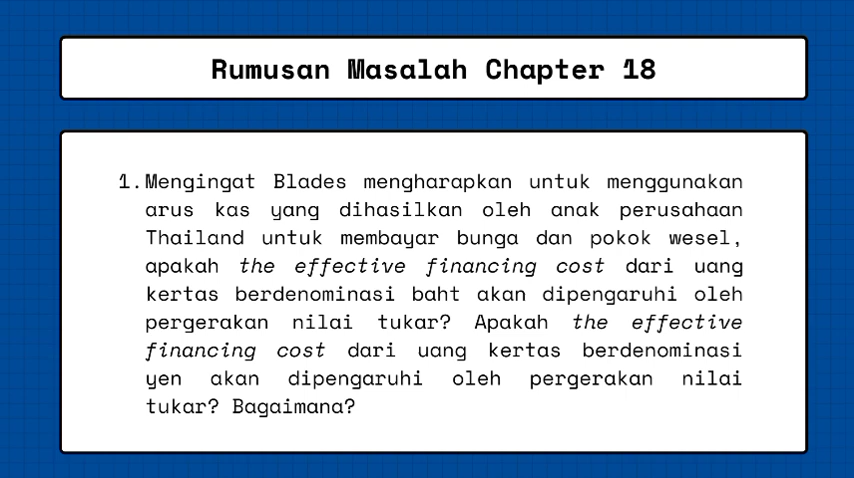 Rumusan Masalah Chapter 18
1. Mengingat Blades mengharapkan untuk menggunakan
arus kas yang dihasilkan oleh anak perusahaan
Thailand untuk membayar bunga dan pokok wesel,
apakah the effective financing cost dari uang
kertas berdenominasi baht akan dipengaruhi oleh
pergerakan nilai tukar? Apakah the effective
financing cost dari uang kertas berdenominasi
yen akan dipengaruhi oleh pergerakan nilai
tukar? Bagaimana?